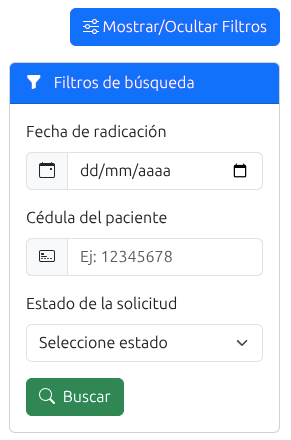 Mostrar/Ocultar Filtros
Filtros de búsqueda
Fecha de radicación
dd/mm/aaaa
Cédula del paciente
Ej: 12345678
Estado de la solicitud
Seleccione estado
Buscar